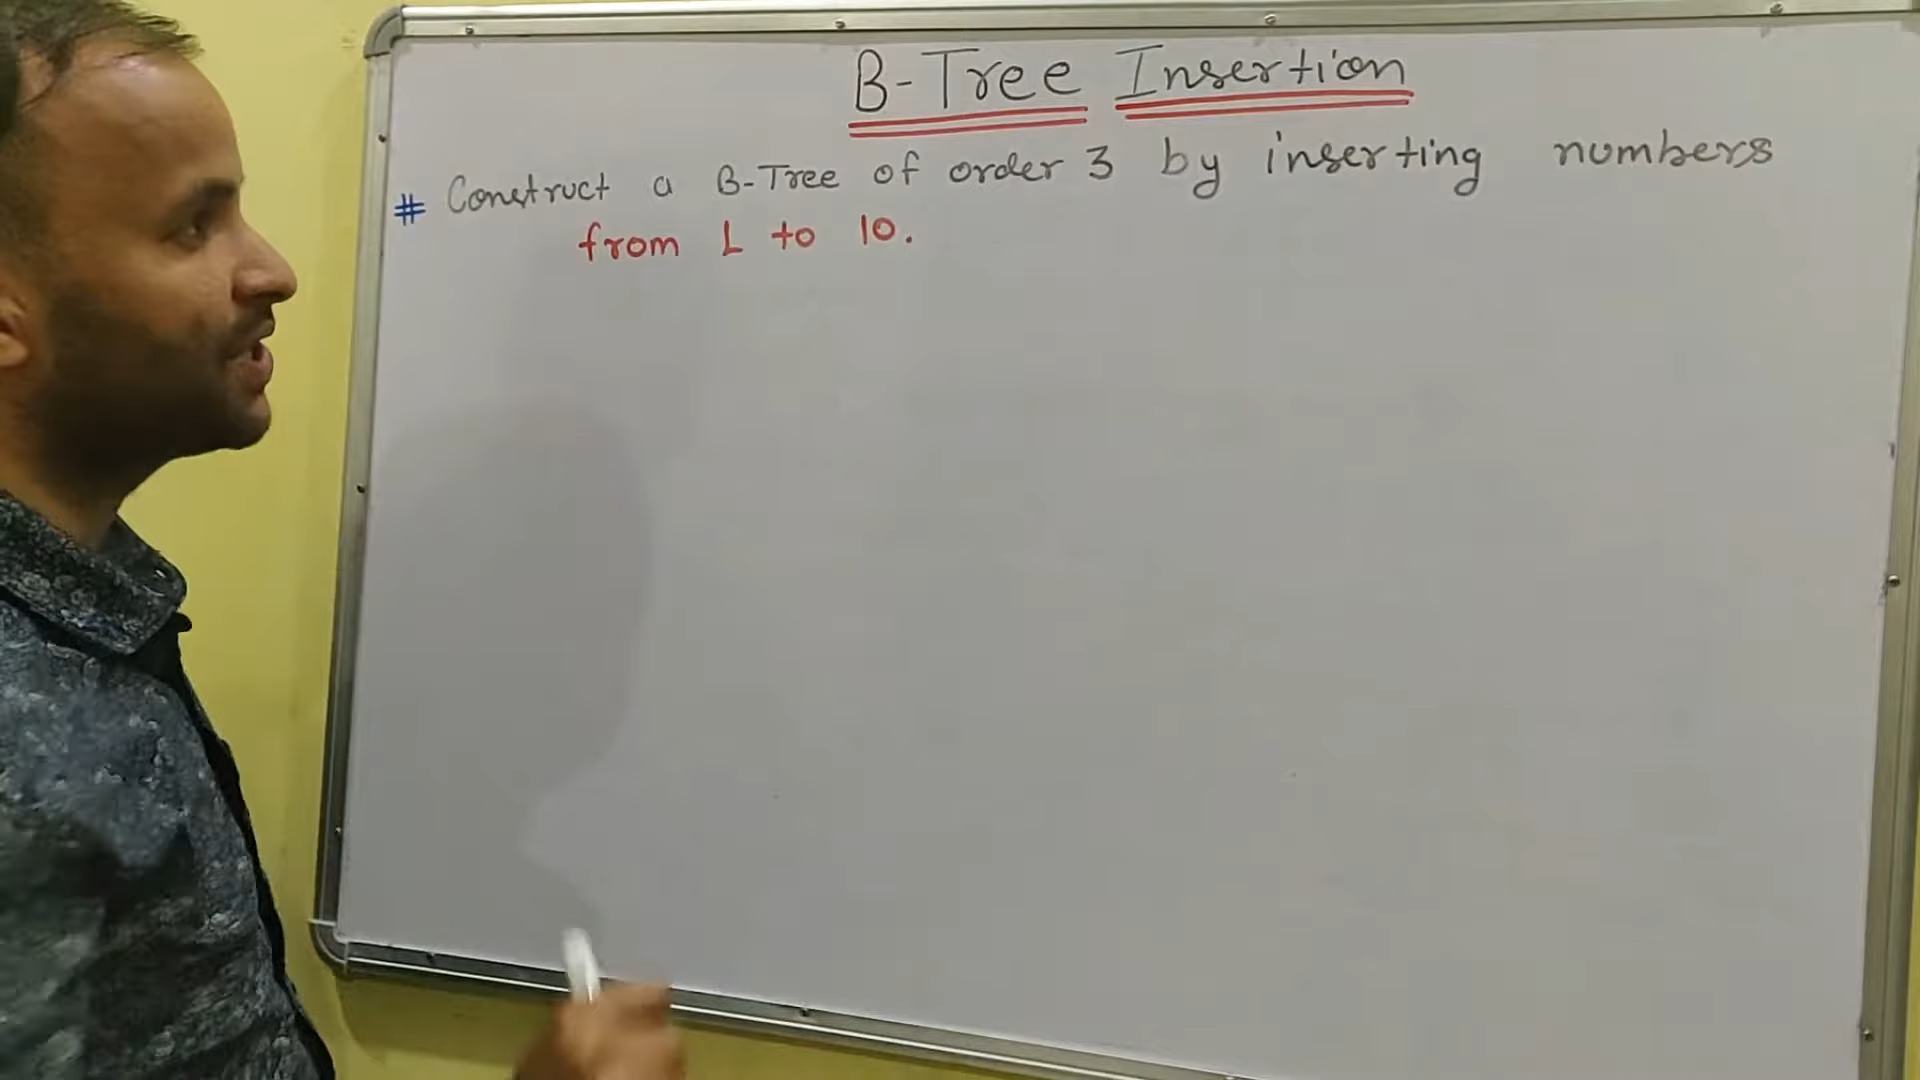 B-Tree Insertion
# Construct a B-Tree of order 3 by inserting numbers
from 1 to 10.